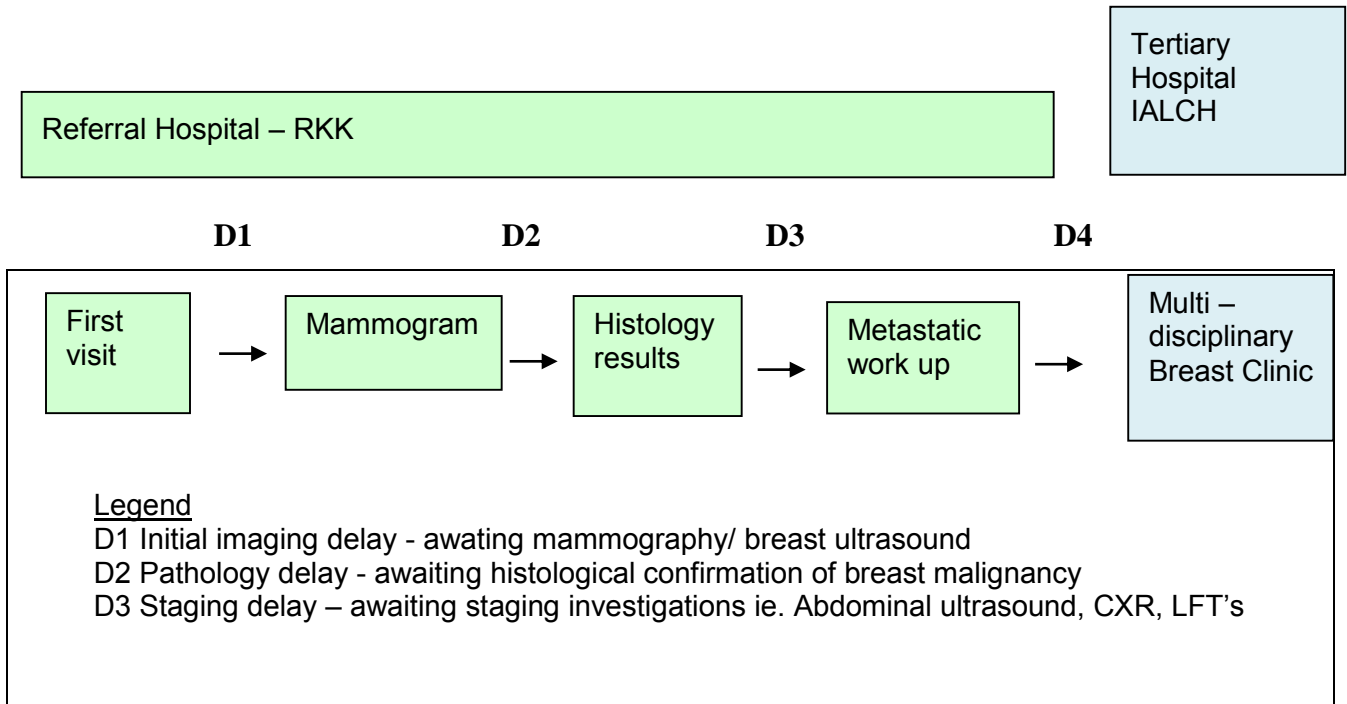 Tertiary
Hospital
IALCH
Referral Hospital – RKK
D1 D2 D3 D4
First
visit
Mammogram
Histology
results
Metastatic
work up
Multi –
disciplinary
Breast Clinic
Legend
D1 Initial imaging delay - awating mammography/ breast ultrasound
D2 Pathology delay - awaiting histological confirmation of breast malignancy
D3 Staging delay – awaiting staging investigations ie. Abdominal ultrasound, CXR, LFT's